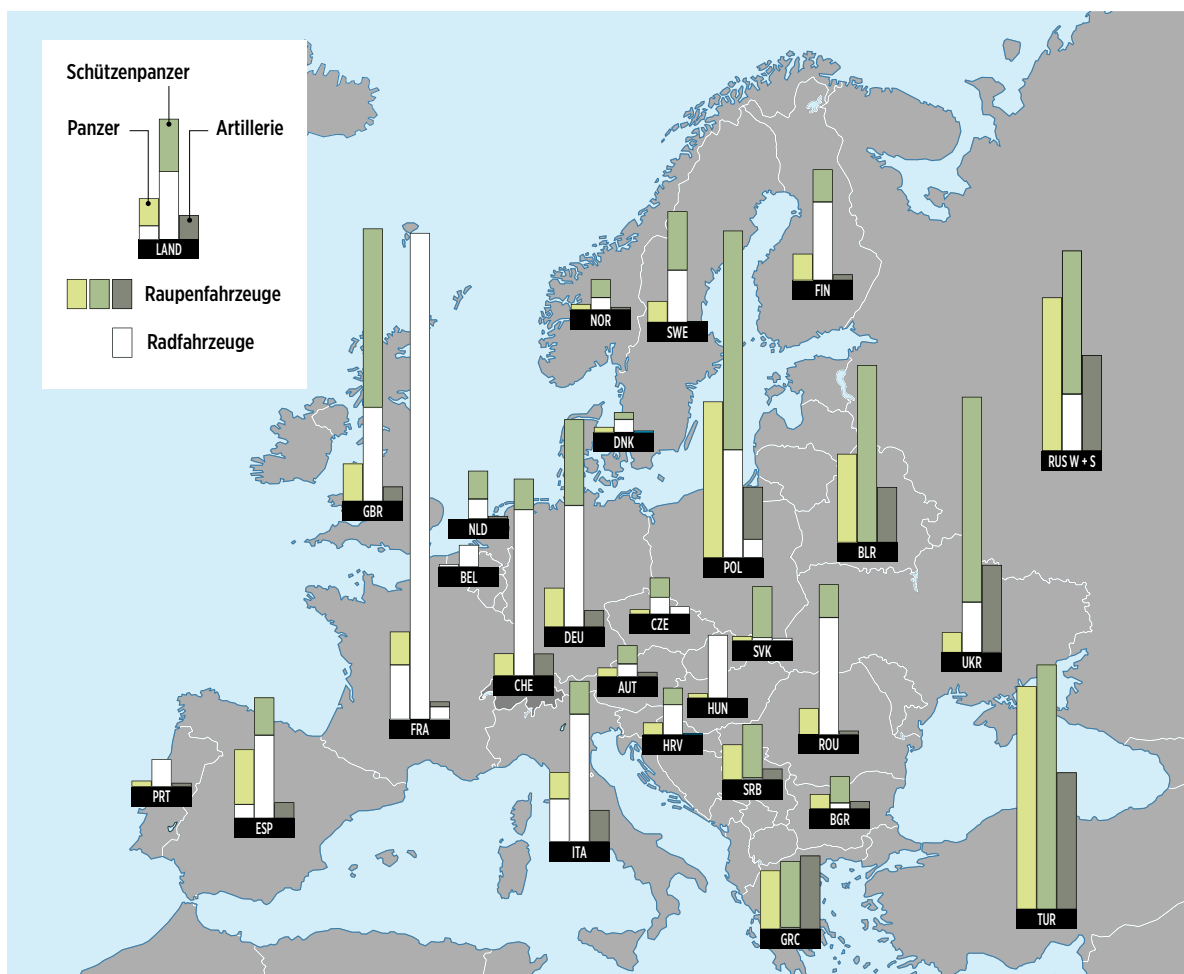 Schützenpanzer
Panzer
Artillerie
LAND
Raupenfahrzeuge
Radfahrzeuge
FIN
NOR
SWE
DNK
RUS W + S
GBR
NLD
BEL
POL
BLR
DEU
CZE
SVK
UKR
CHE
AUT
HUN
FRA
HRV
ROU
PRT
ESP
SRB
BGR
ITA
GRC
TUR